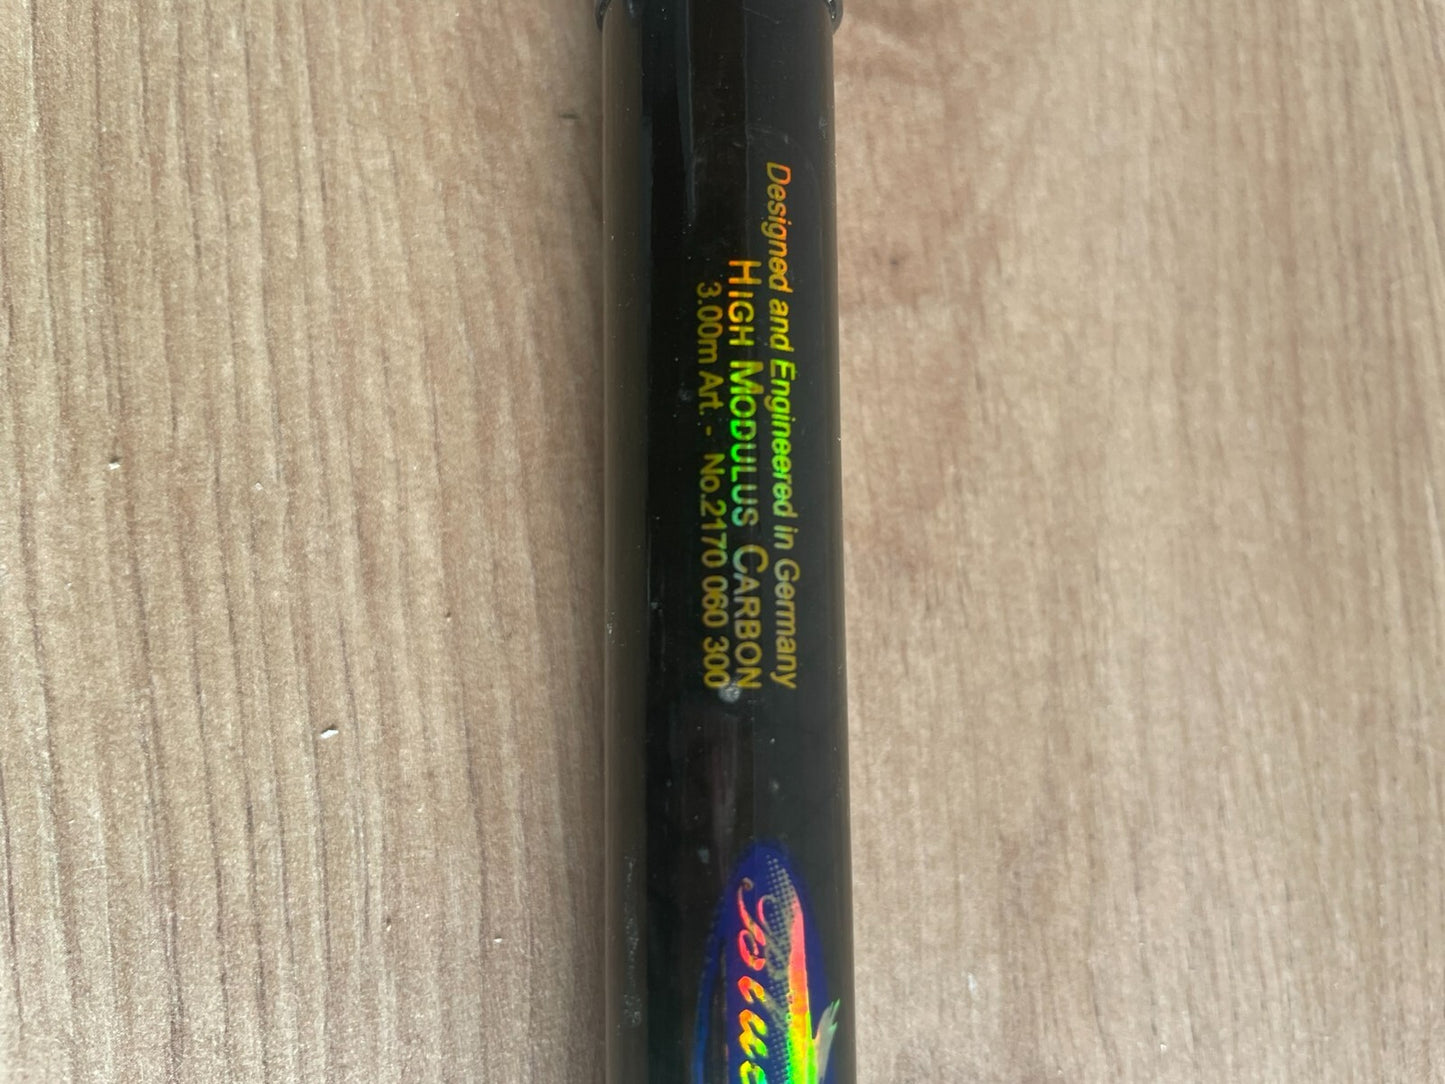 Designed and Engineered in Germany
HIGH MODULUS CARBON
3.00m Art. - No.2170 060 300